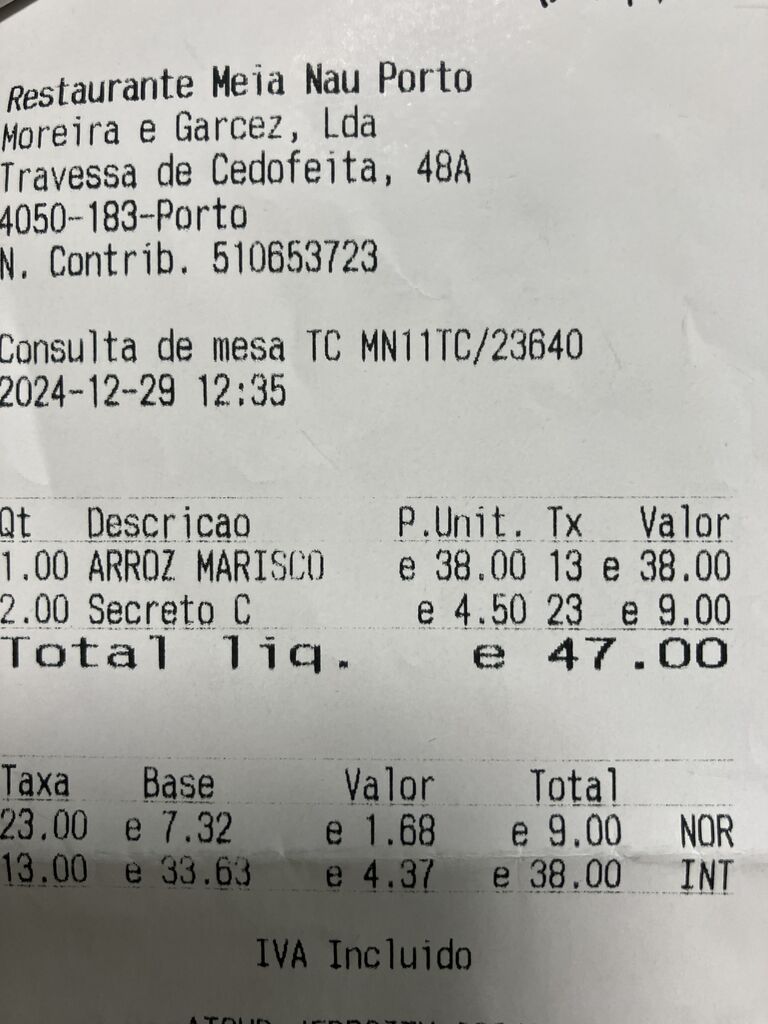 Restaurante Meia Nau Porto
Moreira e Garcez, Lda
Travessa de Cedofeita, 48A
4050-183-Porto
N. Contrib. 510653723
Consulta de mesa TC MN11TC/23640
2024-12-29 12:35
Qt Descricao P.Unit. Tx Valor
1.00 ARROZ MARISCO e 38.00 13 e 38.00
2.00 Secreto C e 4.50 23 e 9.00
Total liq. e 47.00
Taxa Base Valor Total
23.00 e 7.32 e 1.68 e 9.00 NOR
13.00 e 33.63 e 4.37 e 38.00 INT
IVA Incluido